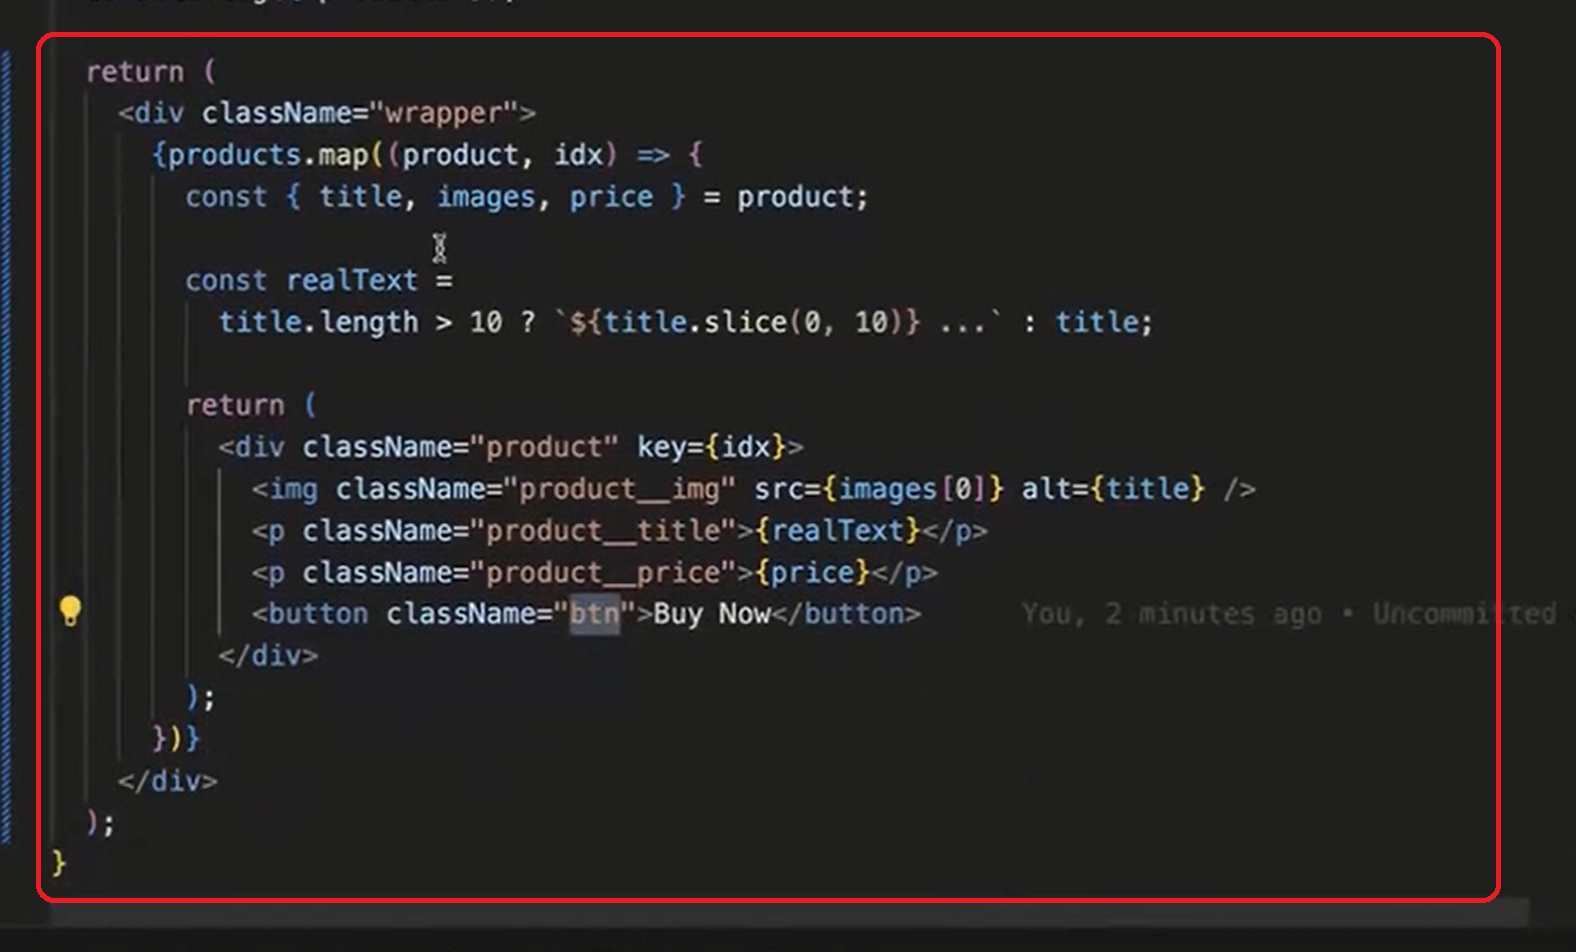 return (
<div className="wrapper">
{products.map((product, idx) => {
const { title, images, price } = product;
const realText =
title.length > 10 ? `${title.slice(0, 10)} ...` : title;
return (
<div className="product" key={idx}>
<img className="product__img" src={images[0]} alt={title} />
<p className="product__title">{realText}</p>
<p className="product__price">{price}</p>
<button className="btn">Buy Now</button> You, 2 minutes ago • Uncommitted
</div>
);
})}
</div>
);
}